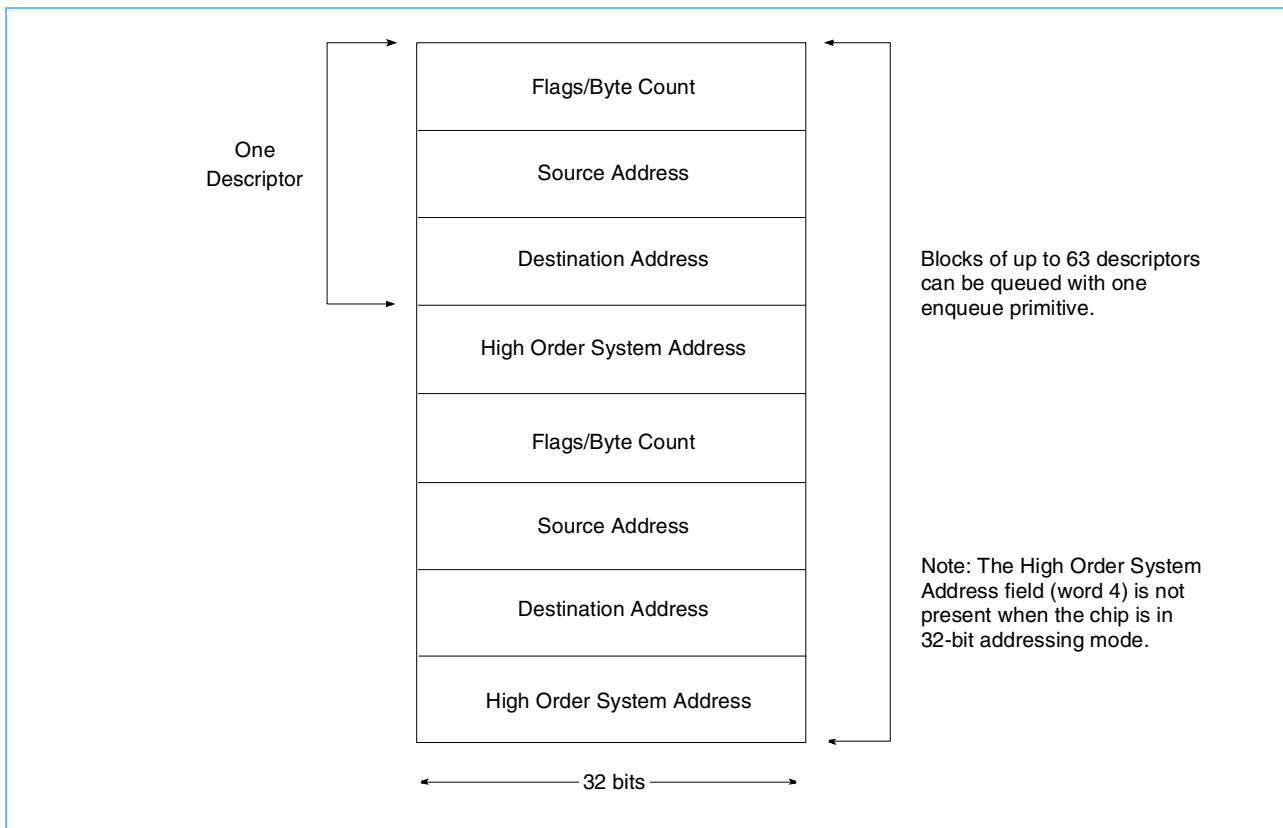 One
Descriptor
Flags/Byte Count
Source Address
Destination Address
High Order System Address
Flags/Byte Count
Source Address
Destination Address
High Order System Address
32 bits
Blocks of up to 63 descriptors
can be queued with one
enqueue primitive.
Note: The High Order System
Address field (word 4) is not
present when the chip is in
32-bit addressing mode.